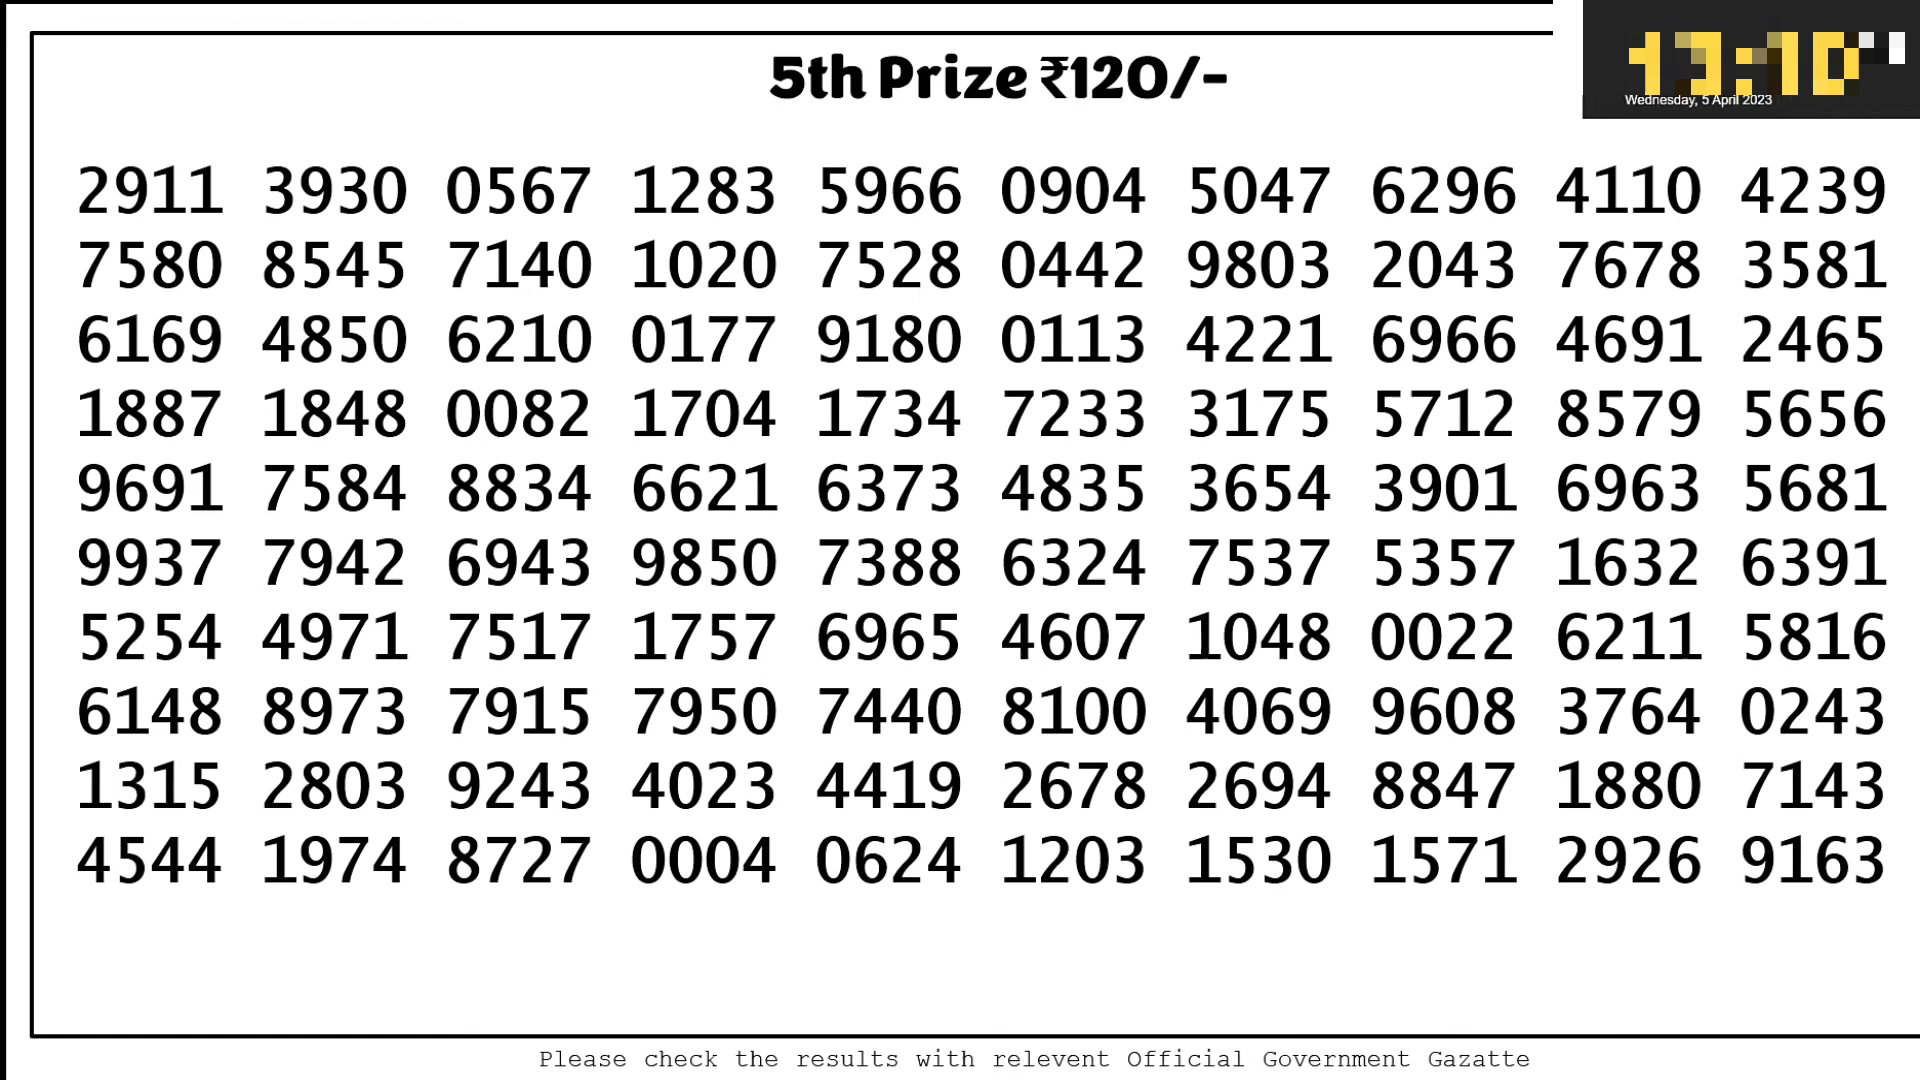 5th Prize ₹120/-
13:10
Wednesday, 5 April 2023
2911 3930 0567 1283 5966 0904 5047 6296 4110 4239
7580 8545 7140 1020 7528 0442 9803 2043 7678 3581
6169 4850 6210 0177 9180 0113 4221 6966 4691 2465
1887 1848 0082 1704 1734 7233 3175 5712 8579 5656
9691 7584 8834 6621 6373 4835 3654 3901 6963 5681
9937 7942 6943 9850 7388 6324 7537 5357 1632 6391
5254 4971 7517 1757 6965 4607 1048 0022 6211 5816
6148 8973 7915 7950 7440 8100 4069 9608 3764 0243
1315 2803 9243 4023 4419 2678 2694 8847 1880 7143
4544 1974 8727 0004 0624 1203 1530 1571 2926 9163
Please check the results with relevent Official Government Gazatte